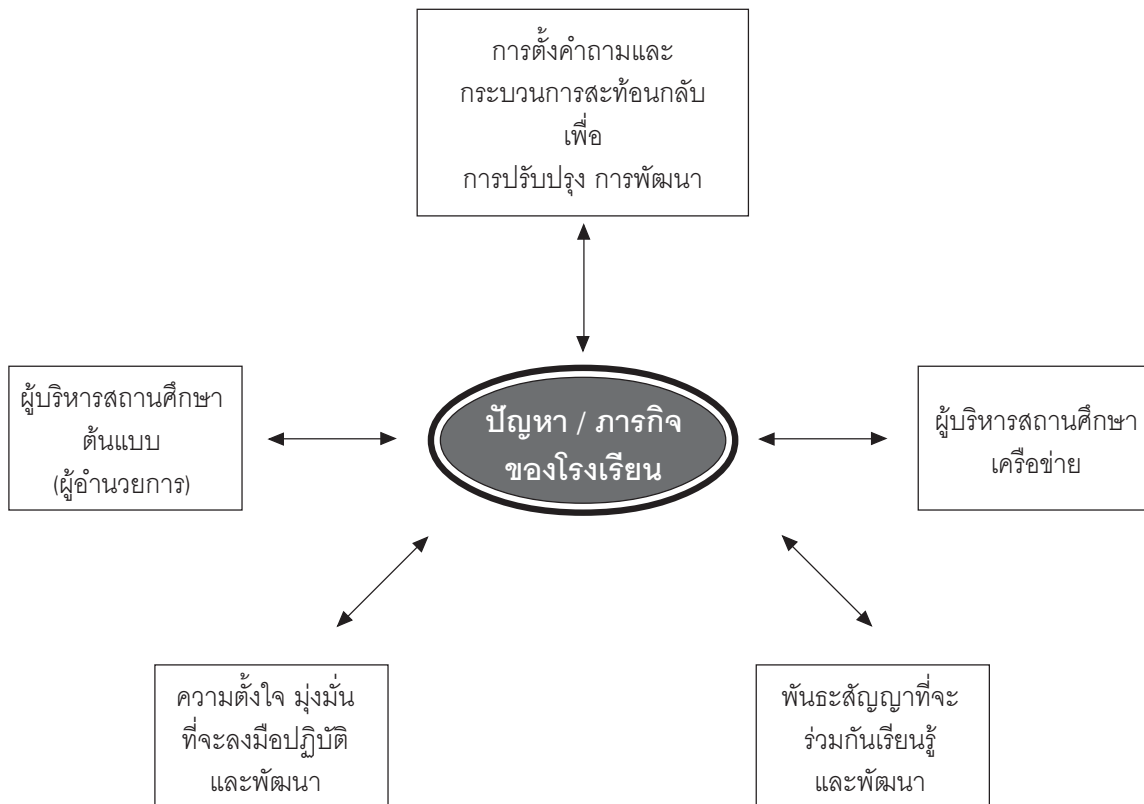 การตั้งคำถามและ
กระบวนการสะท้อนกลับ
เพื่อ
การปรับปรุง การพัฒนา
ผู้บริหารสถานศึกษา
ต้นแบบ
(ผู้อำนวยการ)
ปัญหา / ภารกิจ
ของโรงเรียน
ผู้บริหารสถานศึกษา
เครือข่าย
ความตั้งใจ มุ่งมั่น
ที่จะลงมือปฏิบัติ
และพัฒนา
พันธะสัญญาที่จะ
ร่วมกันเรียนรู้
และพัฒนา